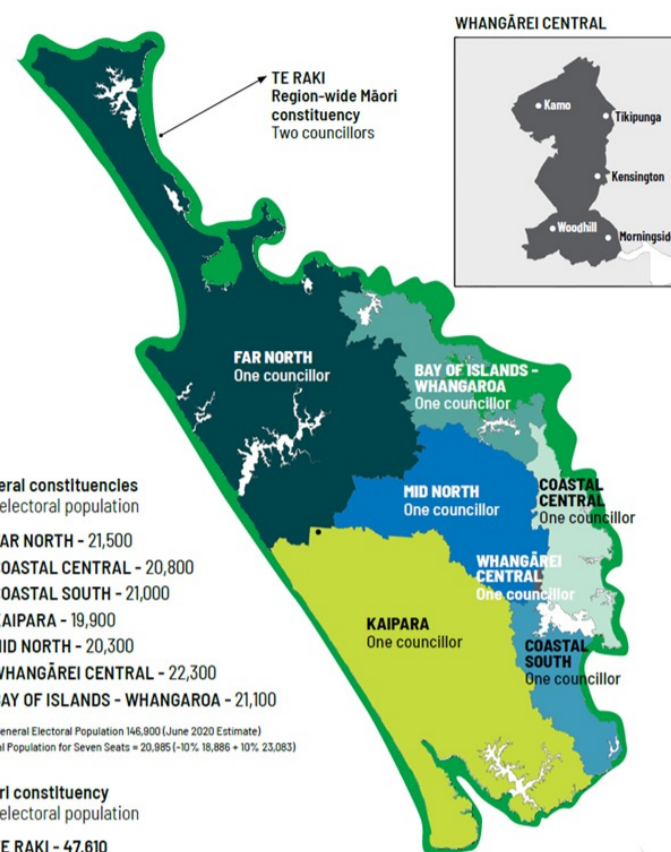 TE RAKI
Region-wide Māori
constituency
Two councillors
WHANGĀREI CENTRAL
Kamo
Tikipunga
Kensington
Woodhill
Morningside
FAR NORTH
One councillor
BAY OF ISLANDS -
WHANGAROA
One councillor
MID NORTH
One councillor
COASTAL
CENTRAL
One councillor
WHANGĀREI
CENTRAL
One councillor
KAIPARA
One councillor
COASTAL
SOUTH
One councillor
eral constituencies
electoral population
AR NORTH - 21,500
OASTAL CENTRAL - 20,800
OASTAL SOUTH - 21,000
AIPARA - 19,900
ID NORTH - 20,300
HANGĀREI CENTRAL - 22,300
AY OF ISLANDS - WHANGAROA - 21,100
eneral Electoral Population 146,900 (June 2020 Estimate)
al Population for Seven Seats = 20,985 (-10% 18,886 + 10% 23,083)
ri constituency
electoral population
E RAKI - 47,610